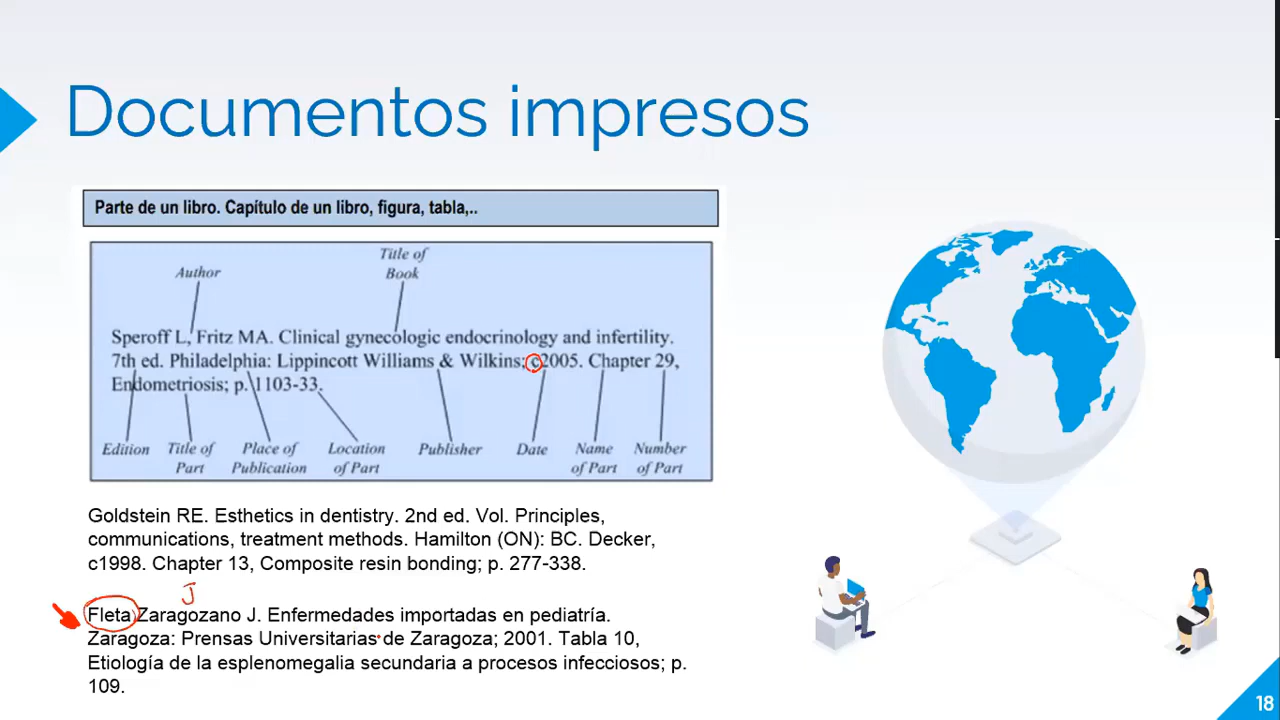 Documentos impresos
Parte de un libro. Capítulo de un libro, figura, tabla,..
Title of
Author Book
Speroff L, Fritz MA. Clinical gynecologic endocrinology and infertility.
7th ed. Philadelphia: Lippincott Williams & Wilkins; c2005. Chapter 29,
Endometriosis; p. 1103-33.
Edition Title of Place of Location Publisher Date Name Number
Part Publication of Part of Part of Part
Goldstein RE. Esthetics in dentistry. 2nd ed. Vol. Principles,
communications, treatment methods. Hamilton (ON): BC. Decker,
c1998. Chapter 13, Composite resin bonding; p. 277-338.
J
Fleta Zaragozano J. Enfermedades importadas en pediatría.
Zaragoza: Prensas Universitarias de Zaragoza; 2001. Tabla 10,
Etiología de la esplenomegalia secundaria a procesos infecciosos; p.
109.
18